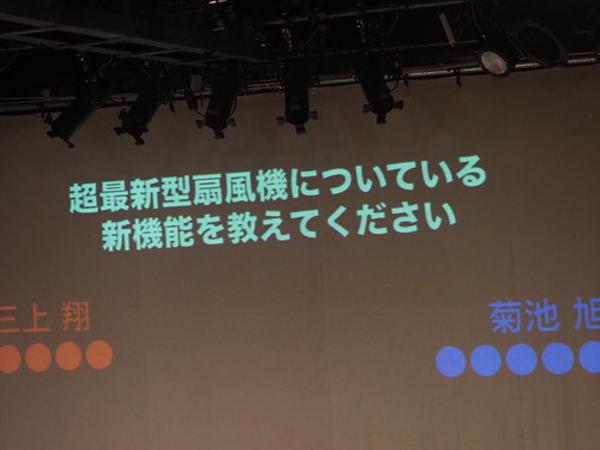 超最新型扇風機についている
新機能を教えてください
三上 翔
菊池 旭